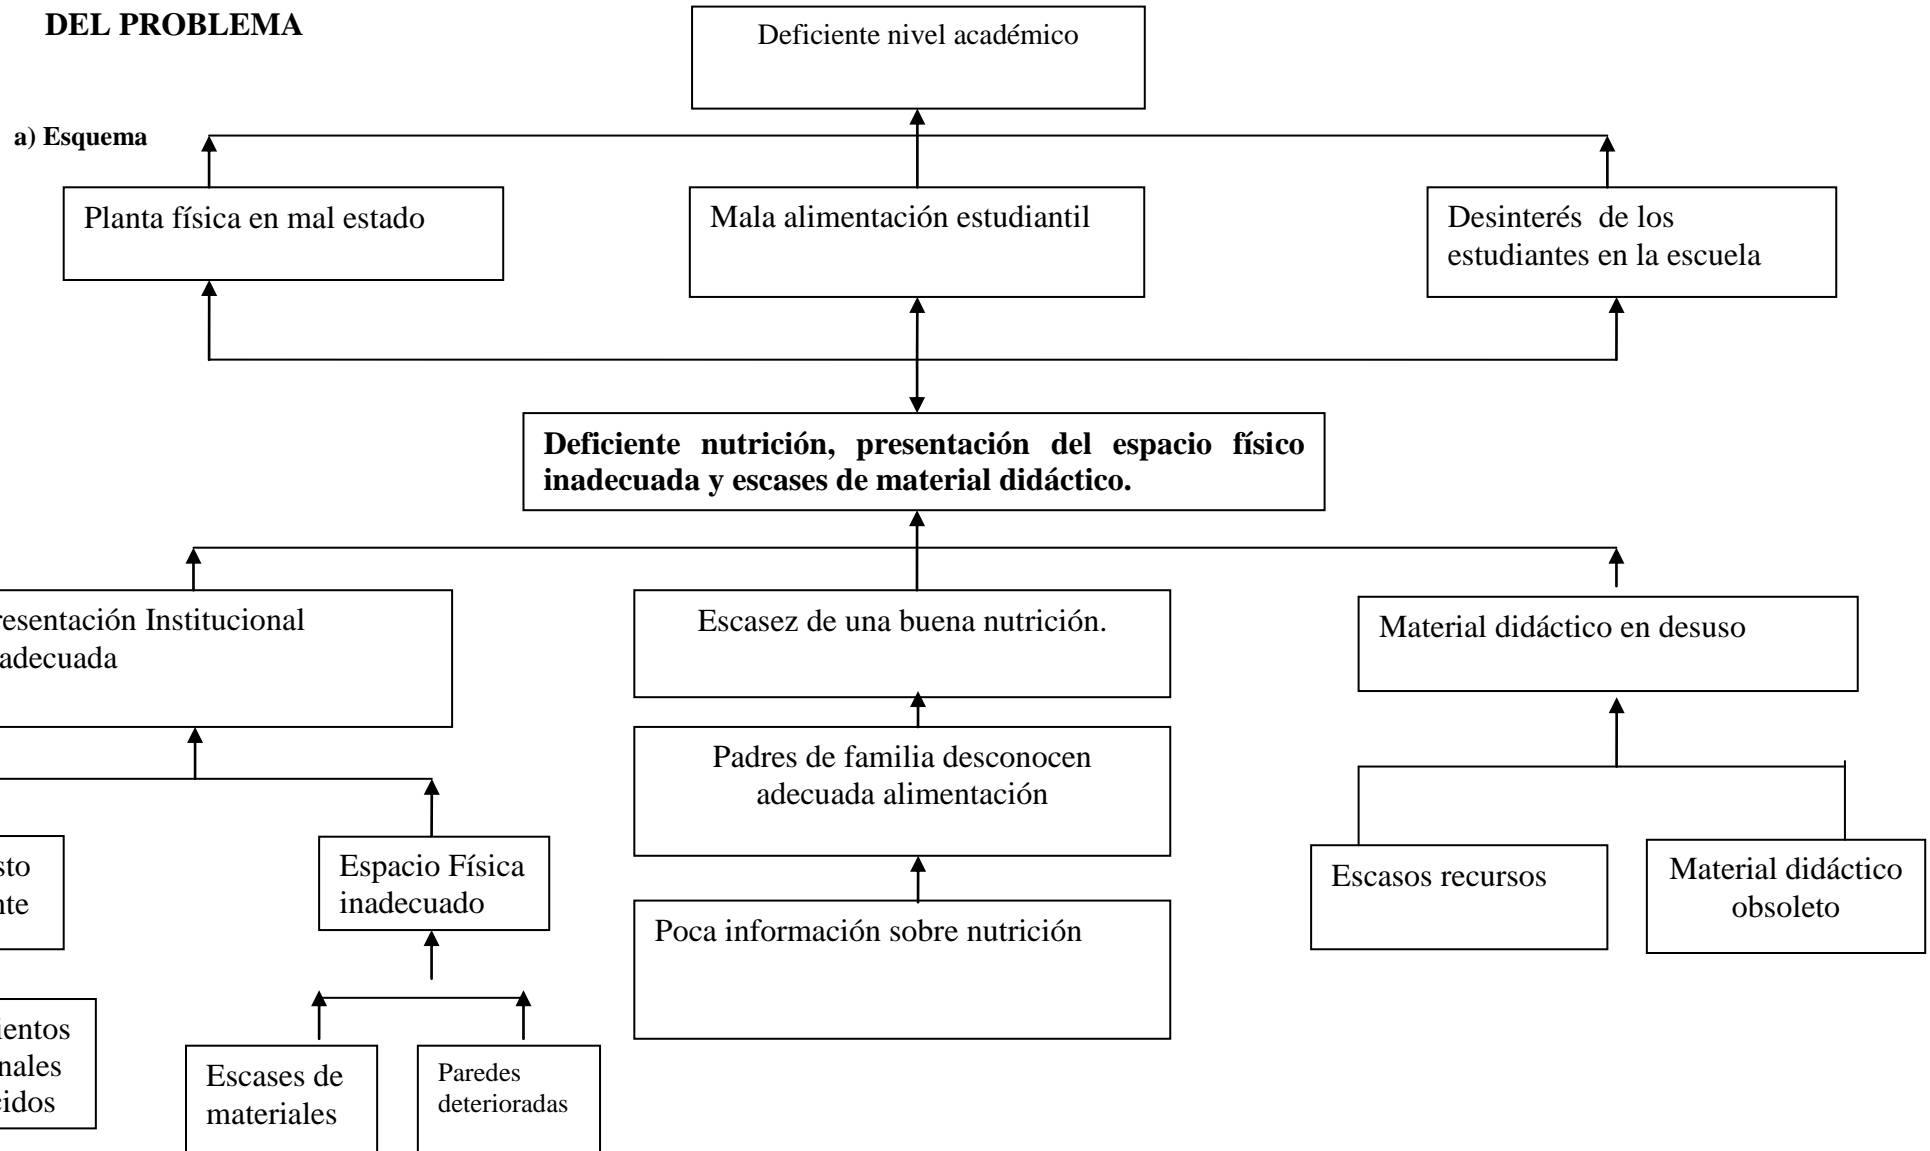 DEL PROBLEMA
Deficiente nivel académico
a) Esquema
Planta física en mal estado
Mala alimentación estudiantil
Desinterés de los
estudiantes en la escuela
Deficiente nutrición, presentación del espacio físico
inadecuada y escases de material didáctico.
resentación Institucional
adecuada
Escasez de una buena nutrición.
Material didáctico en desuso
Padres de familia desconocen
adecuada alimentación
sto
nte
Espacio Física
inadecuado
Escasos recursos
Material didáctico
obsoleto
Poca información sobre nutrición
ientos
nales
cidos
Escases de
materiales
Paredes
deterioradas